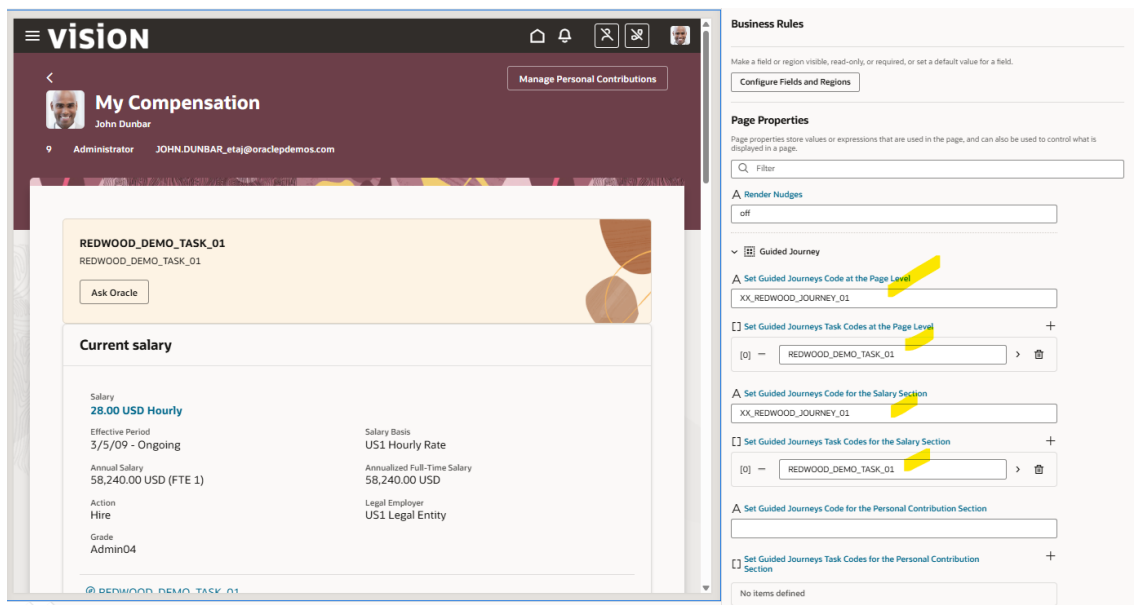 vision
Manage Personal Contributions
My Compensation
John Dunbar
9 Administrator JOHN.DUNBAR_etaj@oraclepdemos.com
REDWOOD_DEMO_TASK_01
REDWOOD_DEMO_TASK_01
Ask Oracle
Current salary
Salary
28.00 USD Hourly
Effective Period
3/5/09 - Ongoing
Salary Basis
US1 Hourly Rate
Annual Salary
58,240.00 USD (FTE 1)
Annualized Full-Time Salary
58,240.00 USD
Action
Hire
Legal Employer
US1 Legal Entity
Grade
Admin04
REDWOOD_DEMO_TASK_01
Business Rules
Make a field or region visible, read-only, or required, or set a default value for a field.
Configure Fields and Regions
Page Properties
Page properties store values or expressions that are used in the page, and can also be used to control what is
displayed in a page.
Filter
A Render Nudges
off
Guided Journey
A Set Guided Journeys Code at the Page Level
XX_REDWOOD_JOURNEY_01
[] Set Guided Journeys Task Codes at the Page Level
[0] REDWOOD_DEMO_TASK_01
A Set Guided Journeys Code for the Salary Section
XX_REDWOOD_JOURNEY_01
[] Set Guided Journeys Task Codes for the Salary Section
[0] REDWOOD_DEMO_TASK_01
A Set Guided Journeys Code for the Personal Contribution Section
[] Set Guided Journeys Task Codes for the Personal Contribution
Section
No items defined